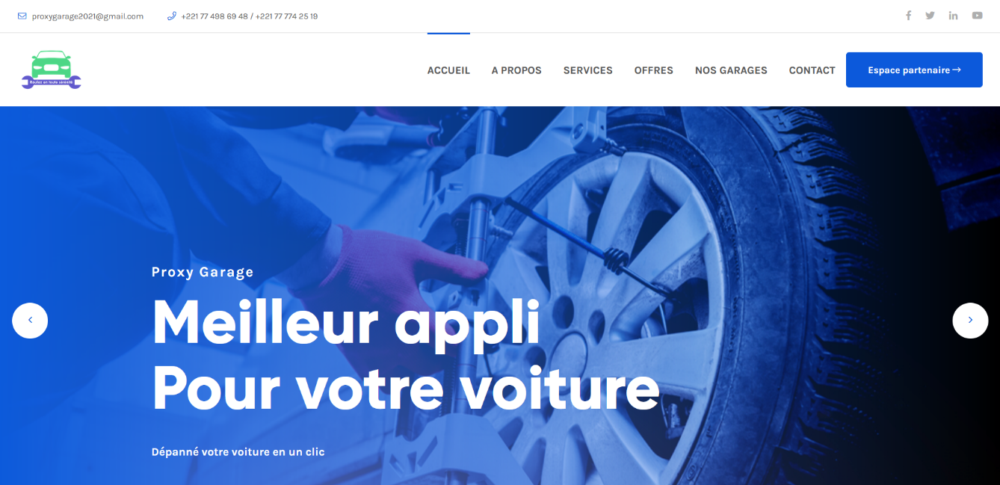 proxygarage2021@gmail.com
+221 77 498 69 48 / +221 77 774 25 19
Roulez en toute sérénité
ACCUEIL
A PROPOS
SERVICES
OFFRES
NOS GARAGES
CONTACT
Espace partenaire →
Proxy Garage
Meilleur appli
Pour votre voiture
Dépanné votre voiture en un clic